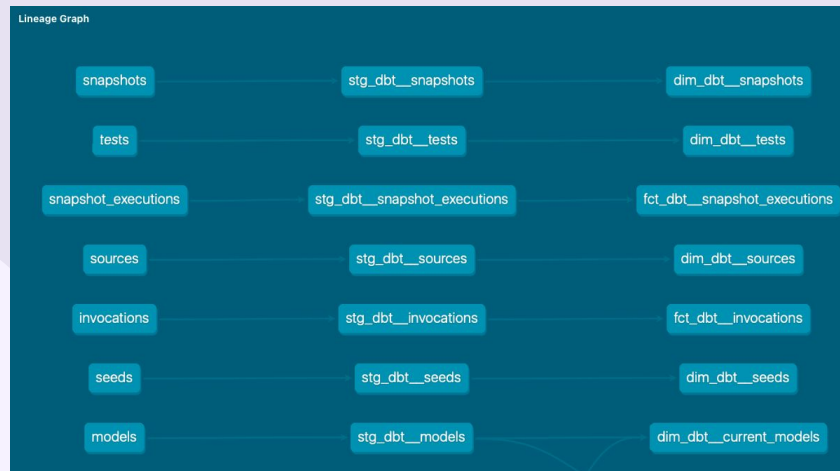 Lineage Graph
snapshots stg_dbt__snapshots dim_dbt__snapshots
tests stg_dbt__tests dim_dbt__tests
snapshot_executions stg_dbt__snapshot_executions fct_dbt__snapshot_executions
sources stg_dbt__sources dim_dbt__sources
invocations stg_dbt__invocations fct_dbt__invocations
seeds stg_dbt__seeds dim_dbt__seeds
models stg_dbt__models dim_dbt__current_models